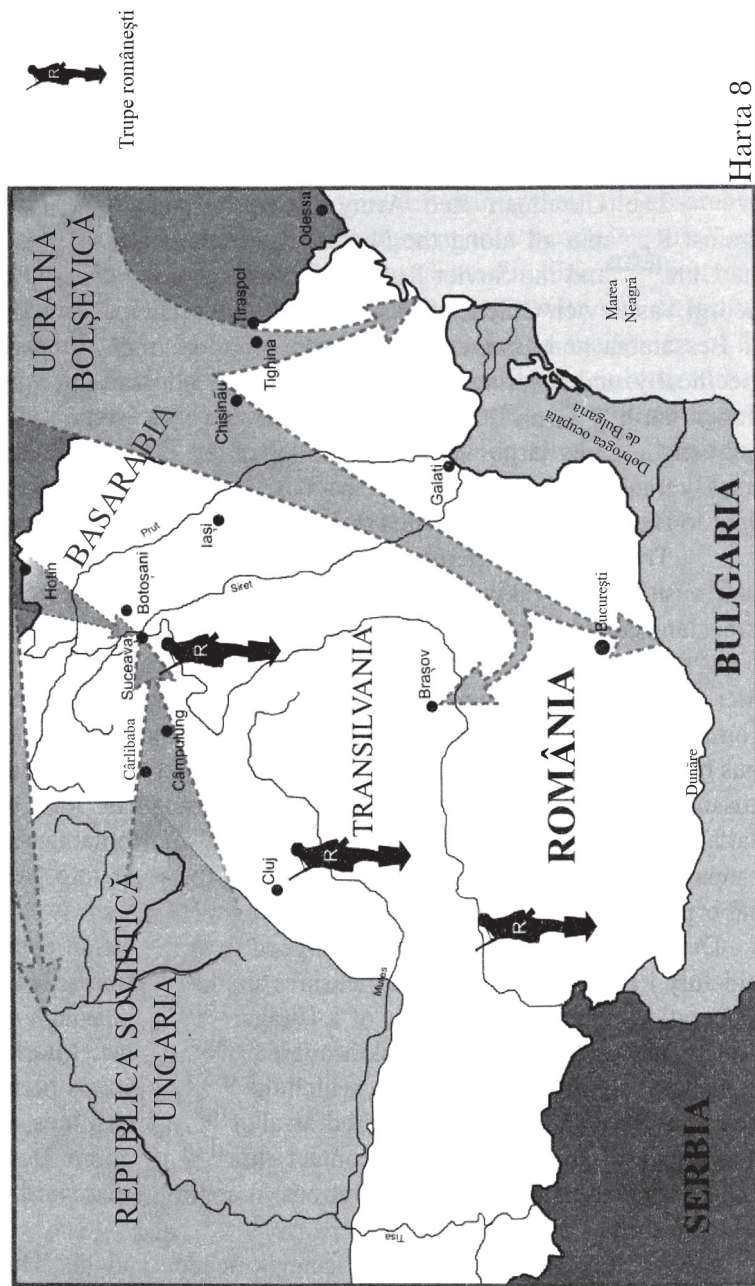 Trupe românești
R
UCRAINA
BOLȘEVICĂ
REPUBLICA SOVIETICĂ
UNGARIA
BASARABIA
TRANSILVANIA
ROMÂNIA
BULGARIA
SERBIA
Hotin
Botoșani
Suceava
Cârlibaba
Câmpulung
Iași
Prut
Siret
Chișinău
Tighina
Tiraspol
Odessa
Galați
Cluj
R
R
R
Brașov
București
Mureș
Tisa
Dunăre
Dobrogea ocupată
de Bulgaria
Marea
Neagră
Harta 8